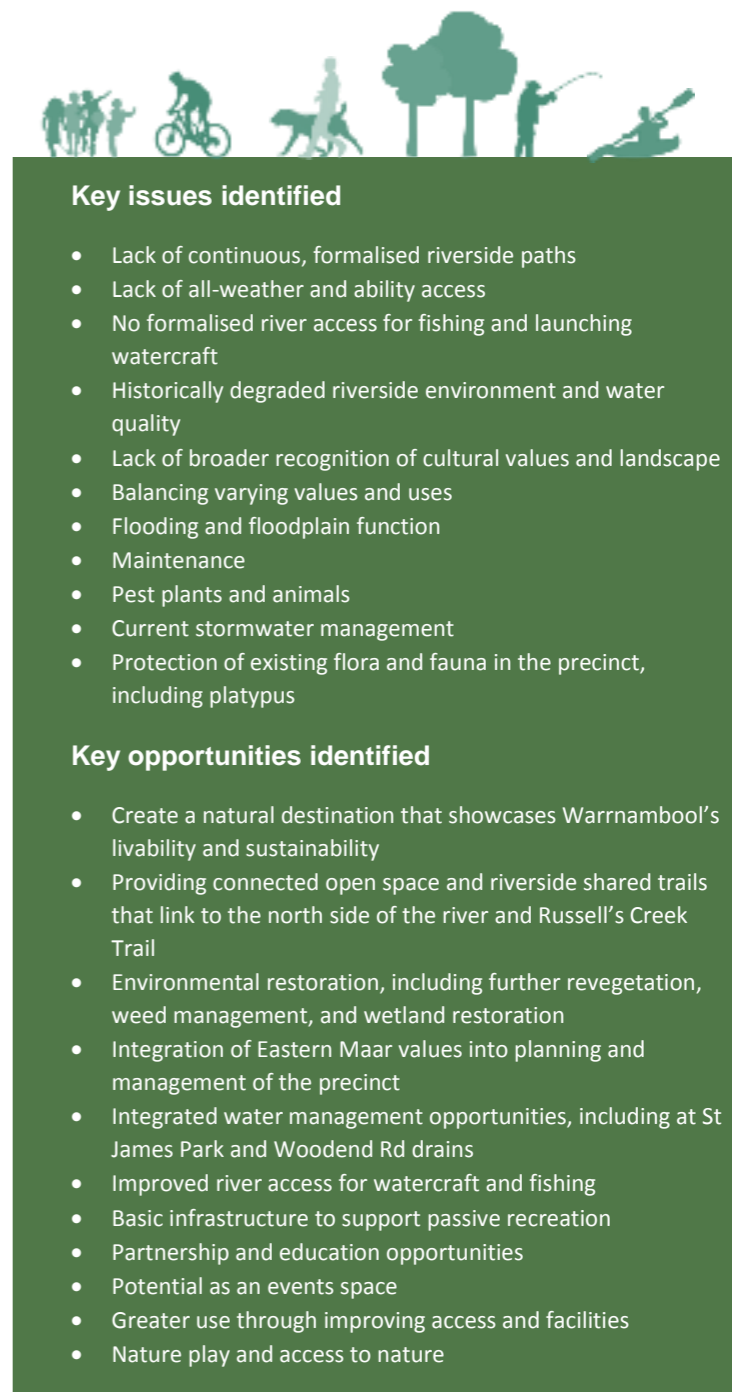 Key issues identified
• Lack of continuous, formalised riverside paths
• Lack of all-weather and ability access
• No formalised river access for fishing and launching
watercraft
• Historically degraded riverside environment and water
quality
• Lack of broader recognition of cultural values and landscape
• Balancing varying values and uses
• Flooding and floodplain function
• Maintenance
• Pest plants and animals
• Current stormwater management
• Protection of existing flora and fauna in the precinct,
including platypus
Key opportunities identified
• Create a natural destination that showcases Warrnambool’s
livability and sustainability
• Providing connected open space and riverside shared trails
that link to the north side of the river and Russell’s Creek
Trail
• Environmental restoration, including further revegetation,
weed management, and wetland restoration
• Integration of Eastern Maar values into planning and
management of the precinct
• Integrated water management opportunities, including at St
James Park and Woodend Rd drains
• Improved river access for watercraft and fishing
• Basic infrastructure to support passive recreation
• Partnership and education opportunities
• Potential as an events space
• Greater use through improving access and facilities
• Nature play and access to nature